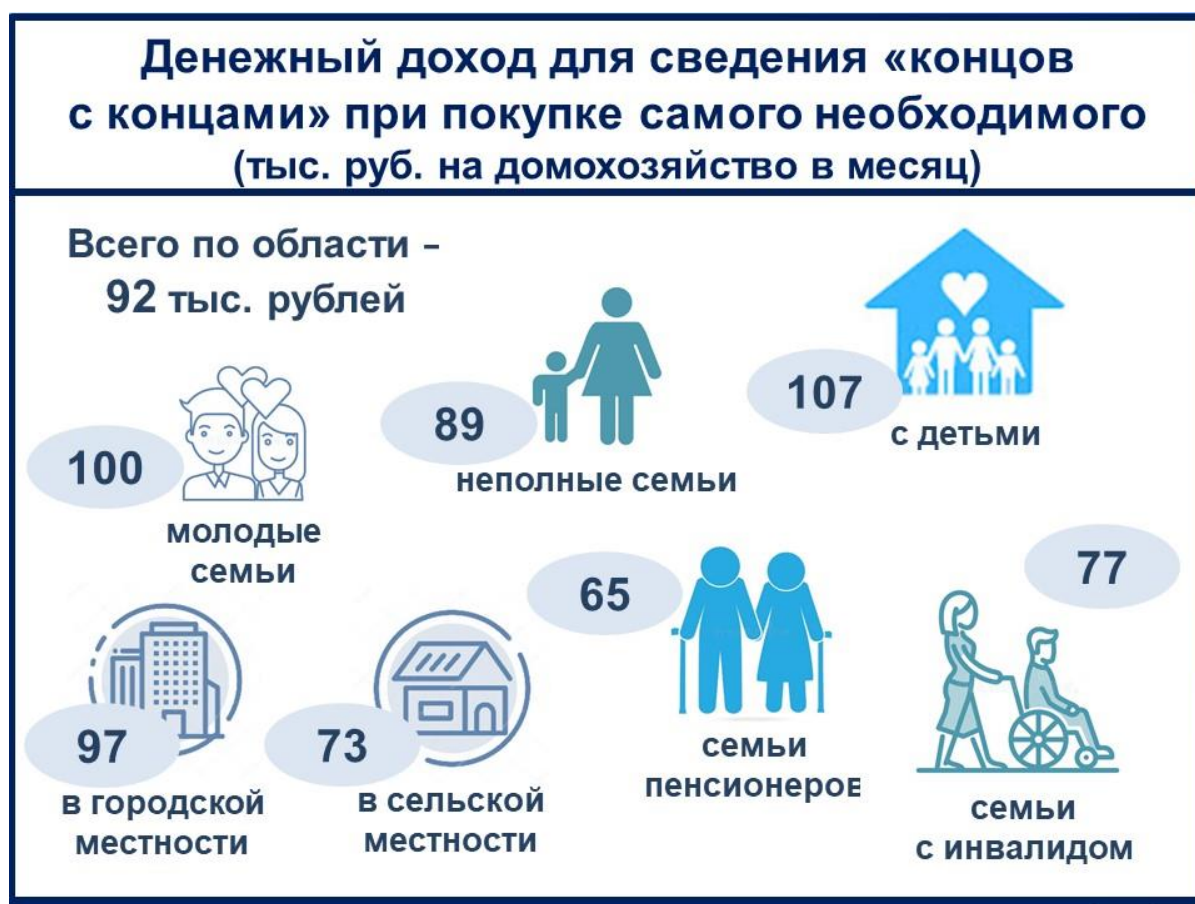 Денежный доход для сведения «концов
с концами» при покупке самого необходимого
(тыс. руб. на домохозяйство в месяц)
Всего по области –
92 тыс. рублей
100
молодые
семьи
89
неполные семьи
107
с детьми
97
в городской
местности
73
в сельской
местности
65
семьи
пенсионеров
77
семьи
с инвалидом